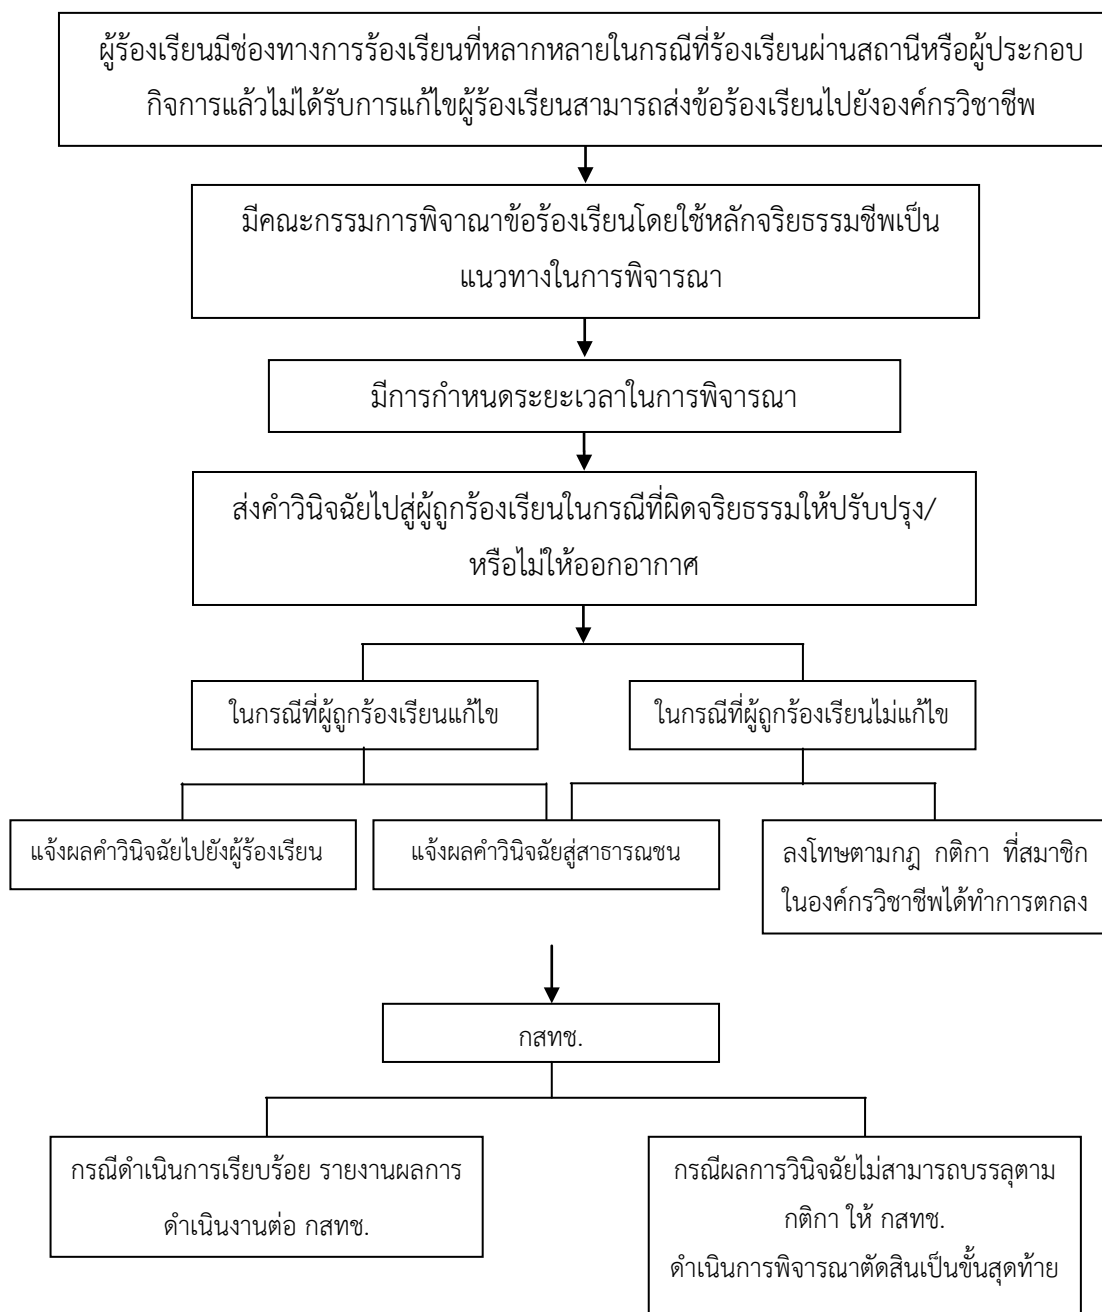 ผู้ร้องเรียนมีช่องทางการร้องเรียนที่หลากหลายในกรณีที่ร้องเรียนผ่านสถานีหรือผู้ประกอบ
กิจการแล้วไม่ได้รับการแก้ไขผู้ร้องเรียนสามารถส่งข้อร้องเรียนไปยังองค์กรวิชาชีพ
มีคณะกรรมการพิจาณาข้อร้องเรียนโดยใช้หลักจริยธรรมชีพเป็น
แนวทางในการพิจารณา
มีการกำหนดระยะเวลาในการพิจารณา
ส่งคำวินิจฉัยไปสู่ผู้ถูกร้องเรียนในกรณีที่ผิดจริยธรรมให้ปรับปรุง/
หรือไม่ให้ออกอากาศ
ในกรณีที่ผู้ถูกร้องเรียนแก้ไข
ในกรณีที่ผู้ถูกร้องเรียนไม่แก้ไข
แจ้งผลคำวินิจฉัยไปยังผู้ร้องเรียน
แจ้งผลคำวินิจฉัยสู่สาธารณชน
ลงโทษตามกฎ กติกา ที่สมาชิก
ในองค์กรวิชาชีพได้ทำการตกลง
กสทช.
กรณีดำเนินการเรียบร้อย รายงานผลการ
ดำเนินงานต่อ กสทช.
กรณีผลการวินิจฉัยไม่สามารถบรรลุตาม
กติกา ให้ กสทช.
ดำเนินการพิจารณาตัดสินเป็นขั้นสุดท้าย